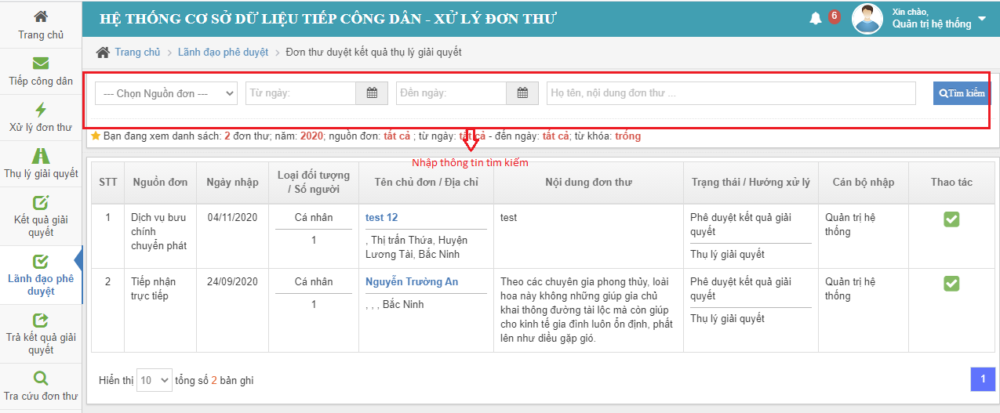 HỆ THỐNG CƠ SỞ DỮ LIỆU TIẾP CÔNG DÂN - XỬ LÝ ĐƠN THƯ
6
Xin chào,
Quản trị hệ thống
Trang chủ
Tiếp công dân
Xử lý đơn thư
Thụ lý giải quyết
Kết quả giải
quyết
Lãnh đạo phê
duyệt
Trả kết quả giải
quyết
Tra cứu đơn thư
Trang chủ > Lãnh đạo phê duyệt > Đơn thư duyệt kết quả thụ lý giải quyết
--- Chọn Nguồn đơn --- Từ ngày: Đến ngày: Họ tên, nội dung đơn thư ... Tìm kiếm
Bạn đang xem danh sách: 2 đơn thư; năm: 2020; nguồn đơn: tất cả ; từ ngày: tất cả - đến ngày: tất cả; từ khóa: trống
Nhập thông tin tìm kiếm
STT Nguồn đơn Ngày nhập Loại đối tượng / Số người Tên chủ đơn / Địa chỉ Nội dung đơn thư Trạng thái / Hướng xử lý Cán bộ nhập Thao tác
1
Dịch vụ bưu
chính
chuyển phát
04/11/2020
Cá nhân
1
test 12
, Thị trấn Thứa, Huyện
Lương Tài, Bắc Ninh
test
Phê duyệt kết quả giải
quyết
Thụ lý giải quyết
Quản trị hệ
thống
2
Tiếp nhận
trực tiếp
24/09/2020
Cá nhân
1
Nguyễn Trường An
, , , Bắc Ninh
Theo các chuyên gia phong thủy, loài
hoa này không những giúp gia chủ
khai thông đường tài lộc mà còn giúp
cho kinh tế gia đình luôn ổn định, phất
lên như diều gặp gió.
Phê duyệt kết quả giải
quyết
Thụ lý giải quyết
Quản trị hệ
thống
Hiển thị 10 tổng số 2 bản ghi
1